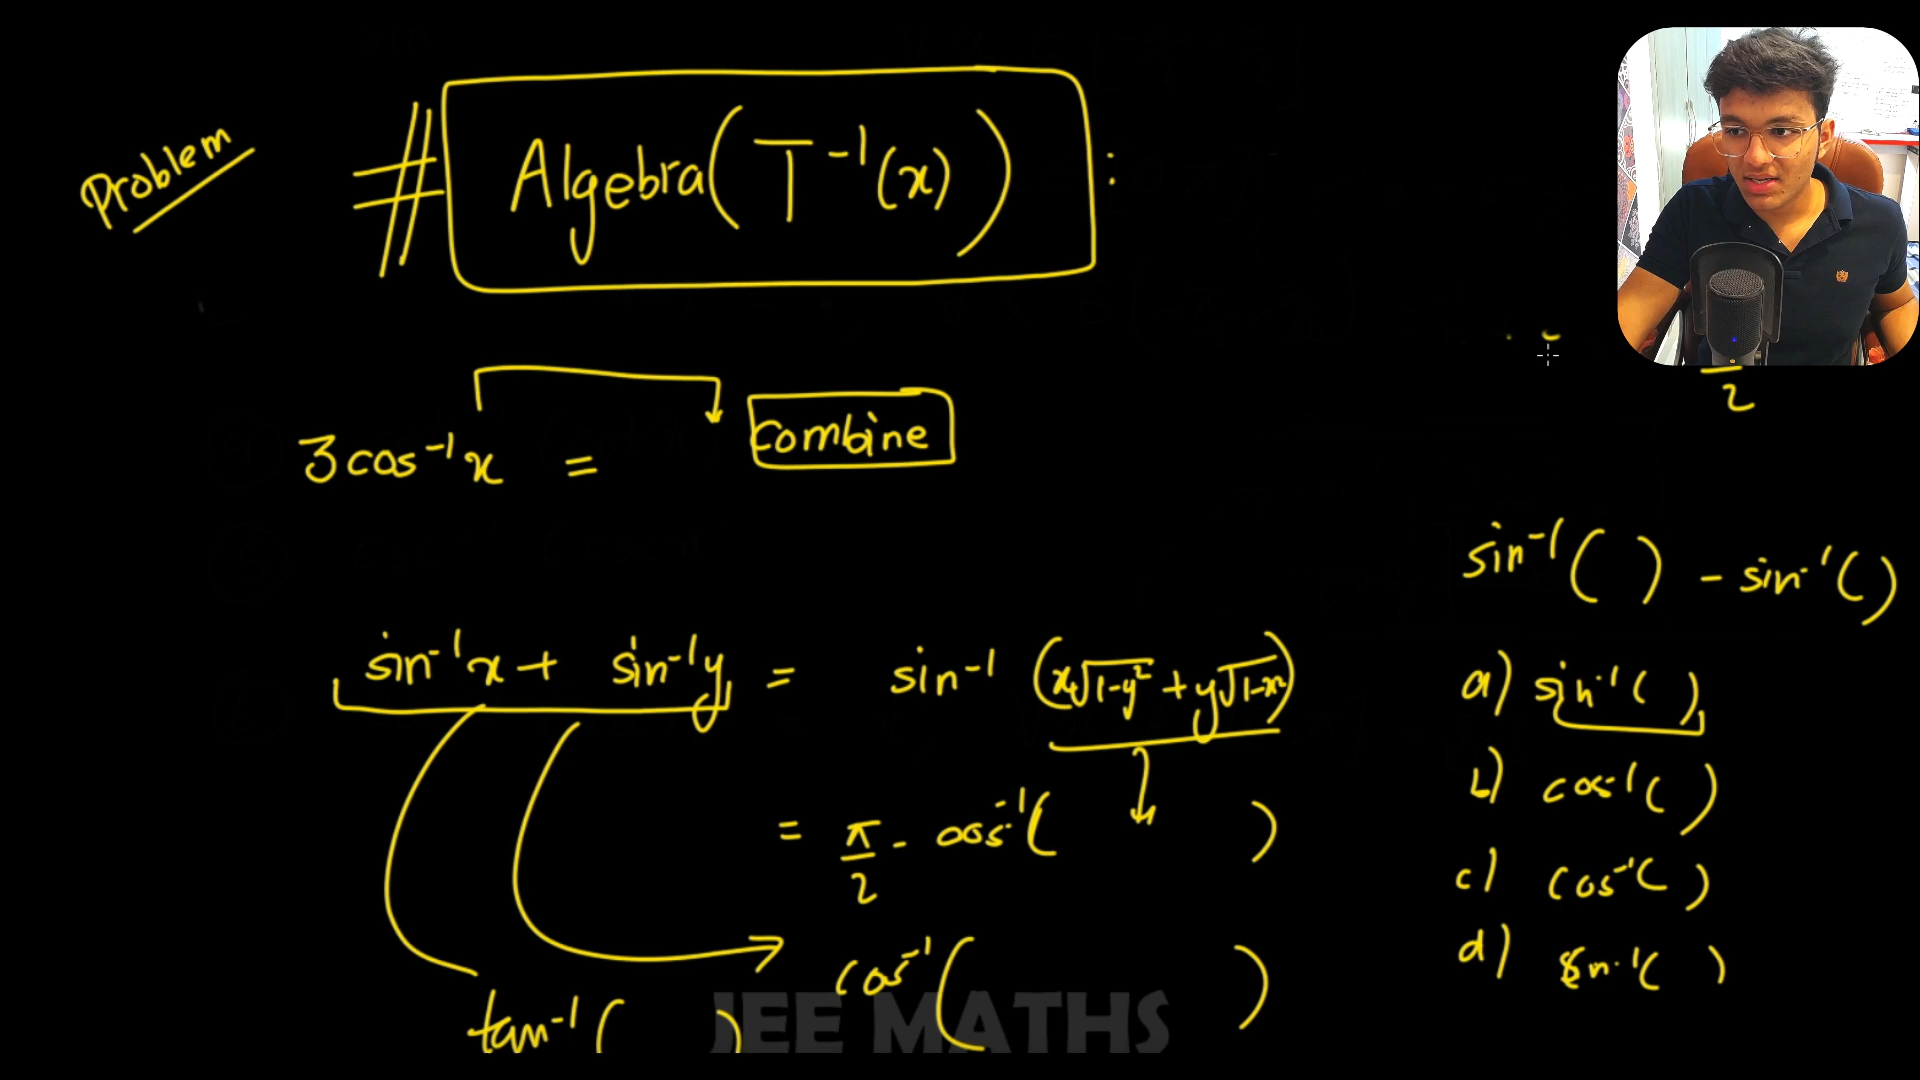 Problem
# Algebra(T⁻¹(x)) :
π/2
3cos⁻¹x = combine
sin⁻¹( ) - sin⁻¹( )
sin⁻¹x + sin⁻¹y = sin⁻¹(x√1-y² + y√1-x²)
a) sin⁻¹( )
= π/2 - cos⁻¹( )
b) cos⁻¹( )
c) cos⁻¹( )
cos⁻¹( )
d) sin⁻¹( )
tan⁻¹( )
JEE MATHS